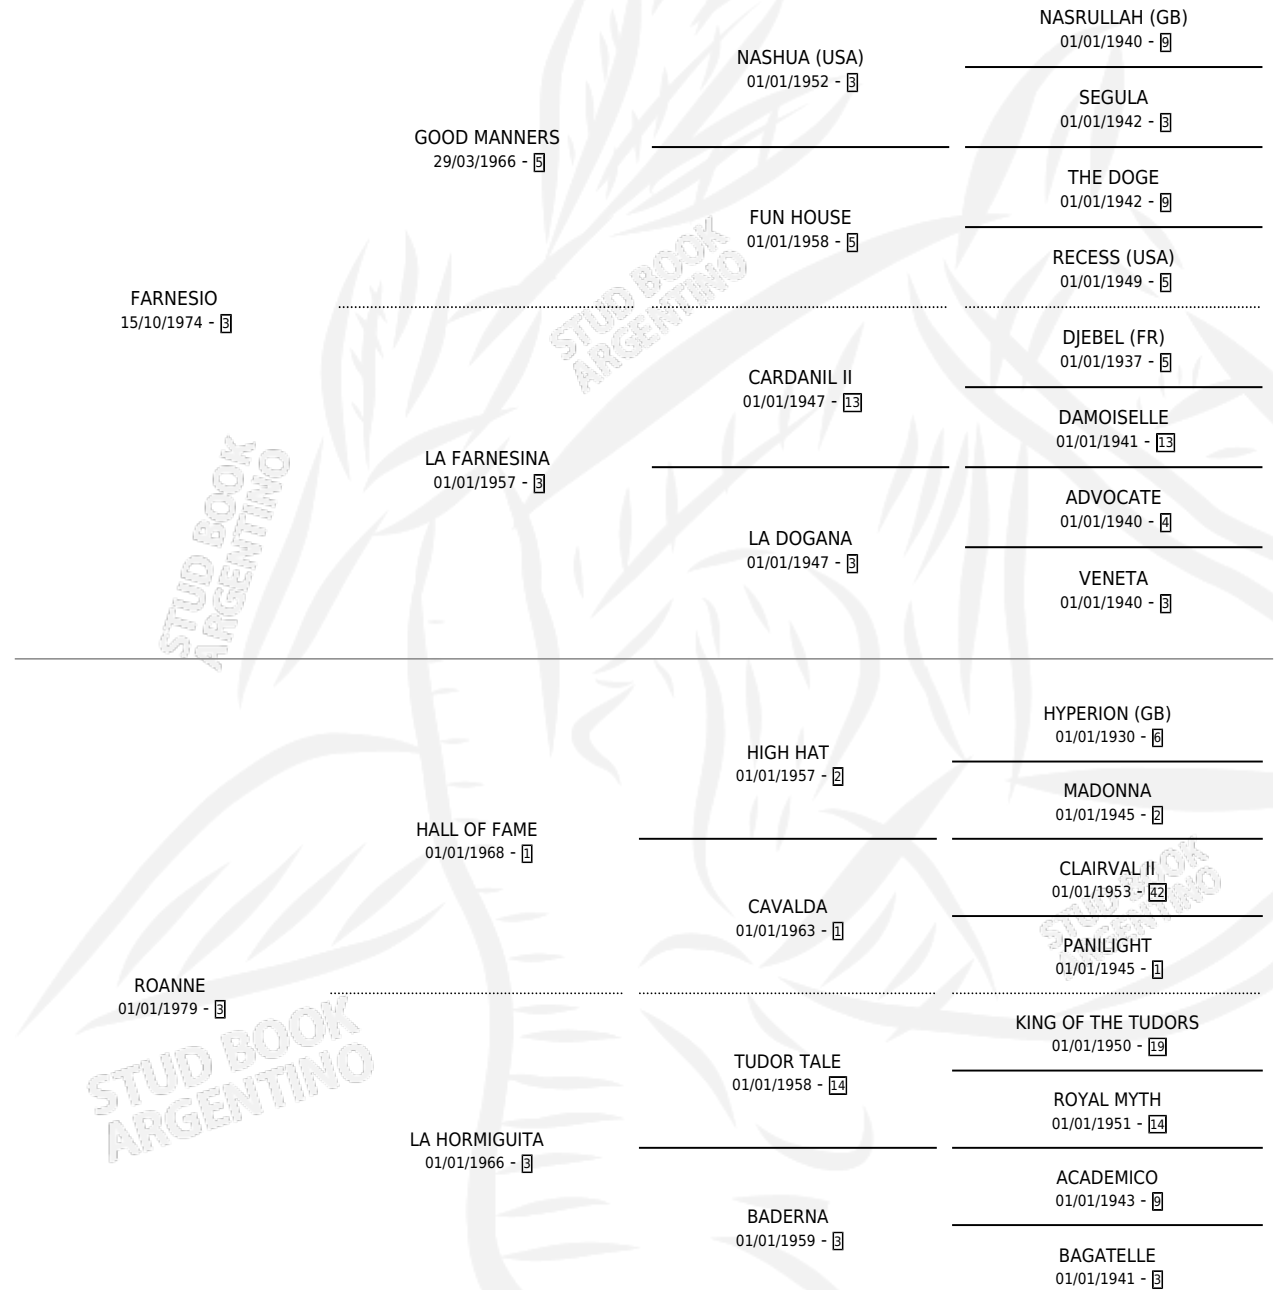 NASRULLAH (GB)
01/01/1940 - 9
NASHUA (USA)
01/01/1952 - 3
SEGULA
01/01/1942 - 3
GOOD MANNERS
29/03/1966 - 5
THE DOGE
01/01/1942 - 9
FUN HOUSE
01/01/1958 - 5
RECESS (USA)
01/01/1949 - 5
FARNESIO
15/10/1974 - 3
DJEBEL (FR)
01/01/1937 - 5
CARDANIL II
01/01/1947 - 13
DAMOISELLE
01/01/1941 - 13
LA FARNESINA
01/01/1957 - 3
ADVOCATE
01/01/1940 - 4
LA DOGANA
01/01/1947 - 3
VENETA
01/01/1940 - 3
HYPERION (GB)
01/01/1930 - 6
HIGH HAT
01/01/1957 - 2
MADONNA
01/01/1945 - 2
HALL OF FAME
01/01/1968 - 1
CLAIRVAL II
01/01/1953 - 42
CAVALDA
01/01/1963 - 1
PANILIGHT
01/01/1945 - 1
ROANNE
01/01/1979 - 3
KING OF THE TUDORS
01/01/1950 - 19
TUDOR TALE
01/01/1958 - 14
ROYAL MYTH
01/01/1951 - 14
LA HORMIGUITA
01/01/1966 - 3
ACADEMICO
01/01/1943 - 9
BADERNA
01/01/1959 - 3
BAGATELLE
01/01/1941 - 3
STUD BOOK
ARGENTINO
STUD BOOK
ARGENTINO
STUD BOOK
ARGENTINO
STUD BOOK
ARGENTINO